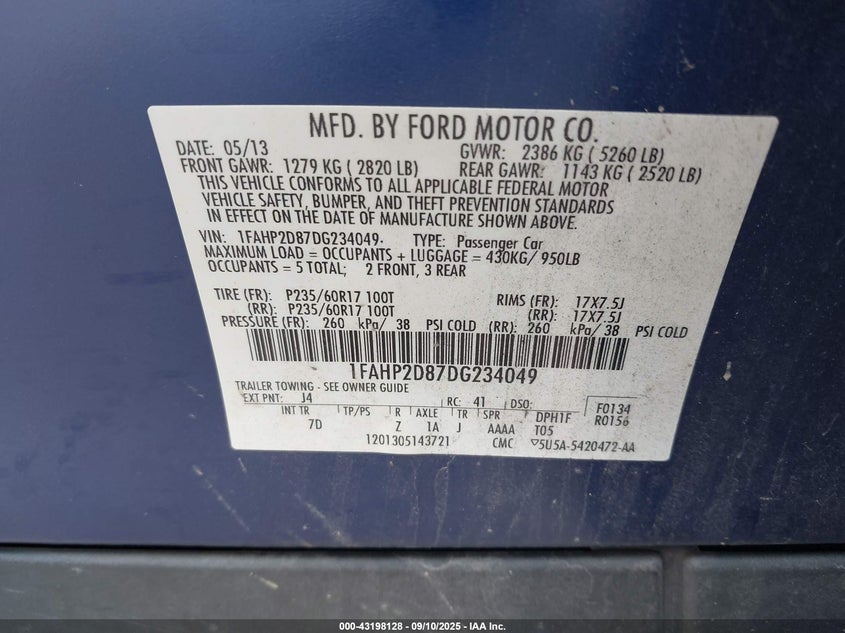 MFD. BY FORD MOTOR CO.
DATE: 05/13 GVWR: 2386 KG ( 5260 LB)
FRONT GAWR: 1279 KG ( 2820 LB) REAR GAWR: 1143 KG ( 2520 LB)
THIS VEHICLE CONFORMS TO ALL APPLICABLE FEDERAL MOTOR
VEHICLE SAFETY, BUMPER, AND THEFT PREVENTION STANDARDS
IN EFFECT ON THE DATE OF MANUFACTURE SHOWN ABOVE.
VIN: 1FAHP2D87DG234049 TYPE: Passenger Car
MAXIMUM LOAD = OCCUPANTS + LUGGAGE = 430KG/ 950LB
OCCUPANTS = 5 TOTAL; 2 FRONT, 3 REAR
TIRE (FR): P235/60R17 100T RIMS (FR): 17X7.5J
(RR): P235/60R17 100T (RR): 17X7.5J
PRESSURE (FR): 260 kPa/ 38 PSI COLD (RR): 260 kPa/ 38 PSI COLD
1FAHP2D87DG234049
TRAILER TOWING - SEE OWNER GUIDE
EXT PNT: J4 RC: 41 DSO: F0134
INT TR TP/PS R AXLE TR SPR DPH1F R0156
7D Z 1A J AAAA T05
1201305143721 CMC 5U5A-5420472-AA
000-43198128 - 09/10/2025 - IAA Inc.